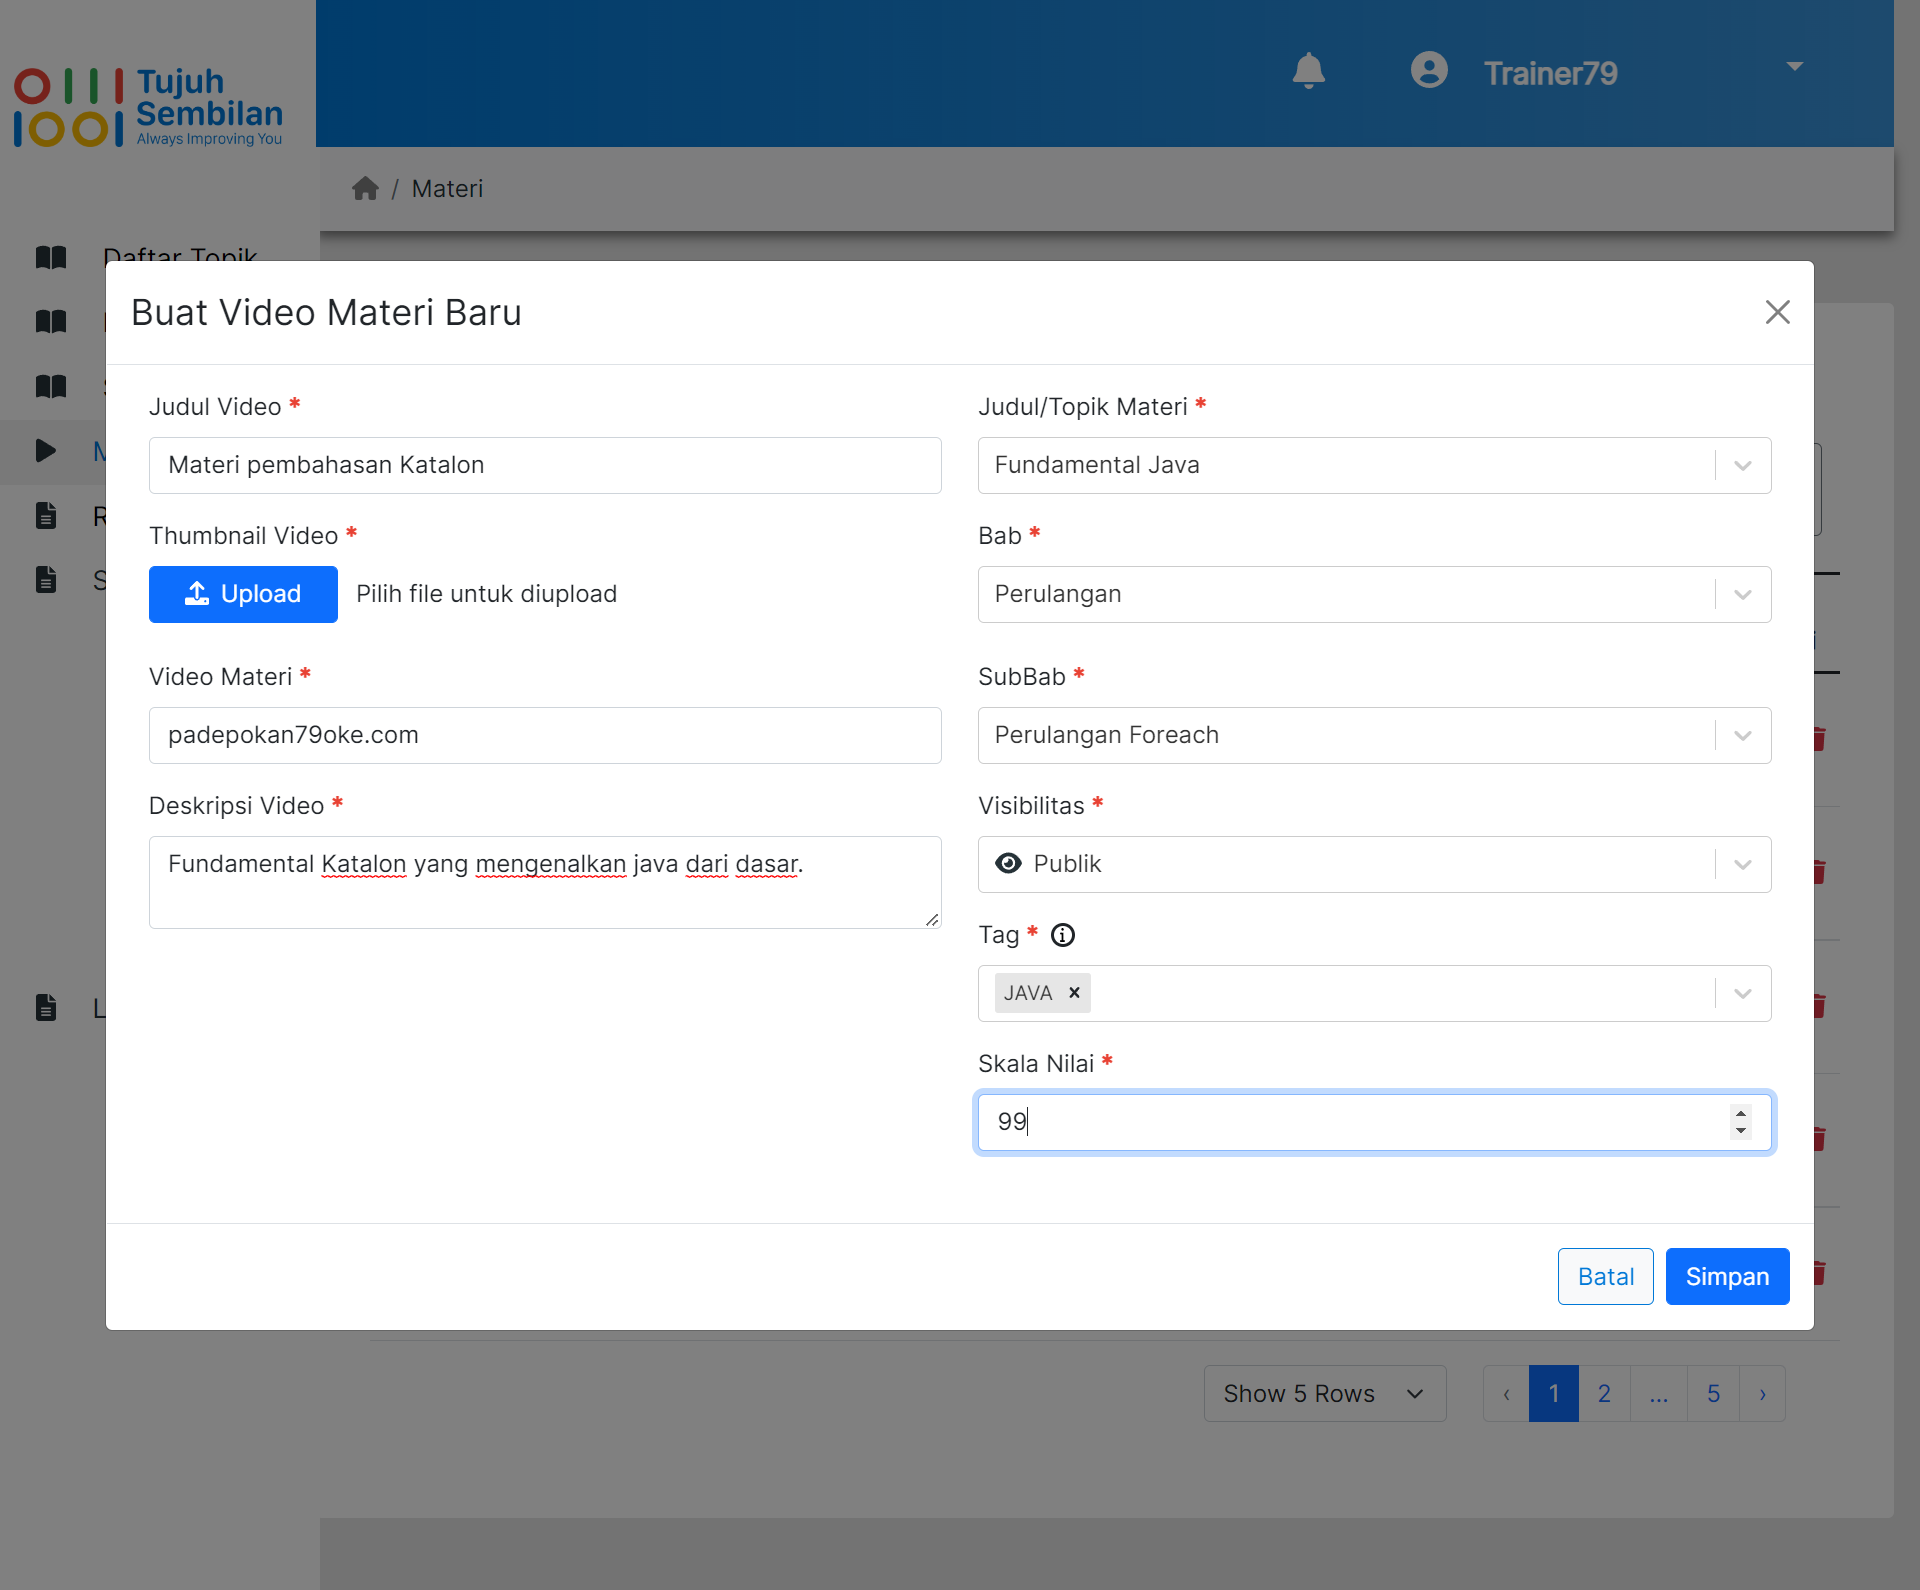 Tujuh
Sembilan
Always Improving You
Trainer79
/ Materi
Daftar Topik
Buat Video Materi Baru
Judul Video *
Materi pembahasan Katalon
Thumbnail Video *
Upload Pilih file untuk diupload
Video Materi *
padepokan79oke.com
Deskripsi Video *
Fundamental Katalon yang mengenalkan java dari dasar.
Judul/Topik Materi *
Fundamental Java
Bab *
Perulangan
SubBab *
Perulangan Foreach
Visibilitas *
Publik
Tag *
JAVA ×
Skala Nilai *
99
Batal Simpan
Show 5 Rows ‹ 1 2 ... 5 ›